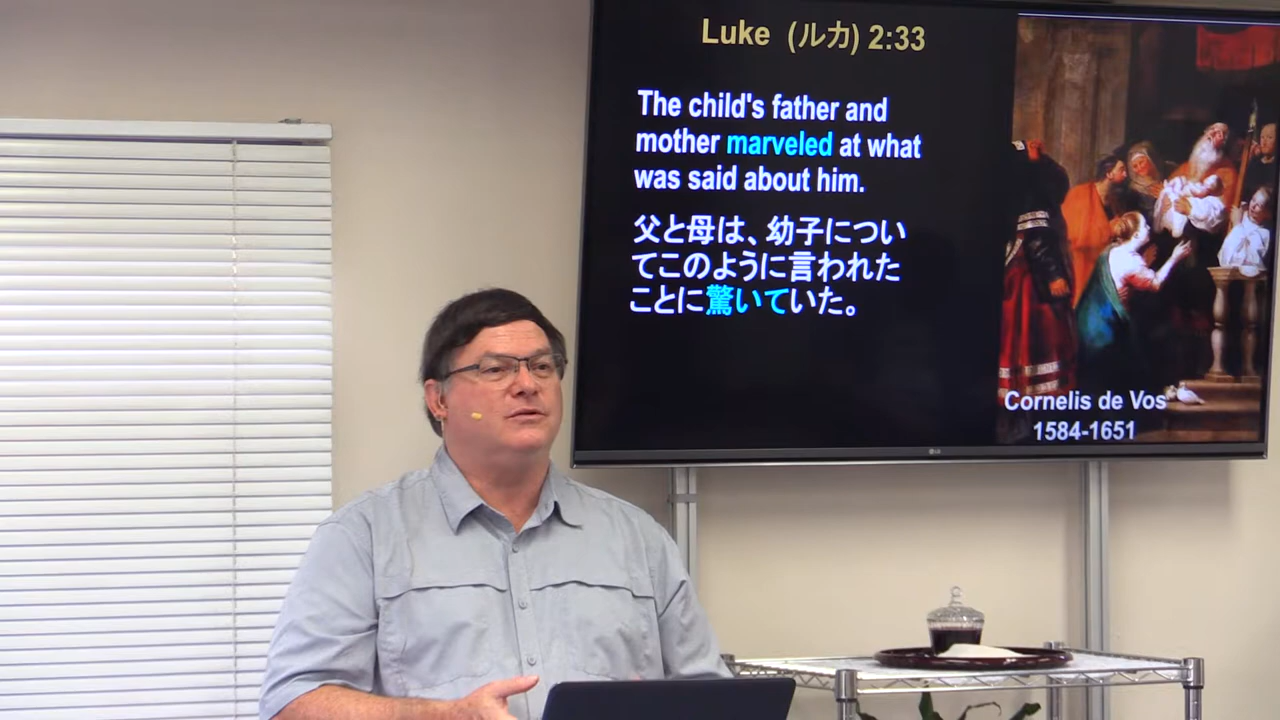 Luke (ルカ) 2:33
The child's father and
mother marveled at what
was said about him.
父と母は、幼子につい
てこのように言われた
ことに驚いていた。
Cornelis de Vos
1584-1651
LG